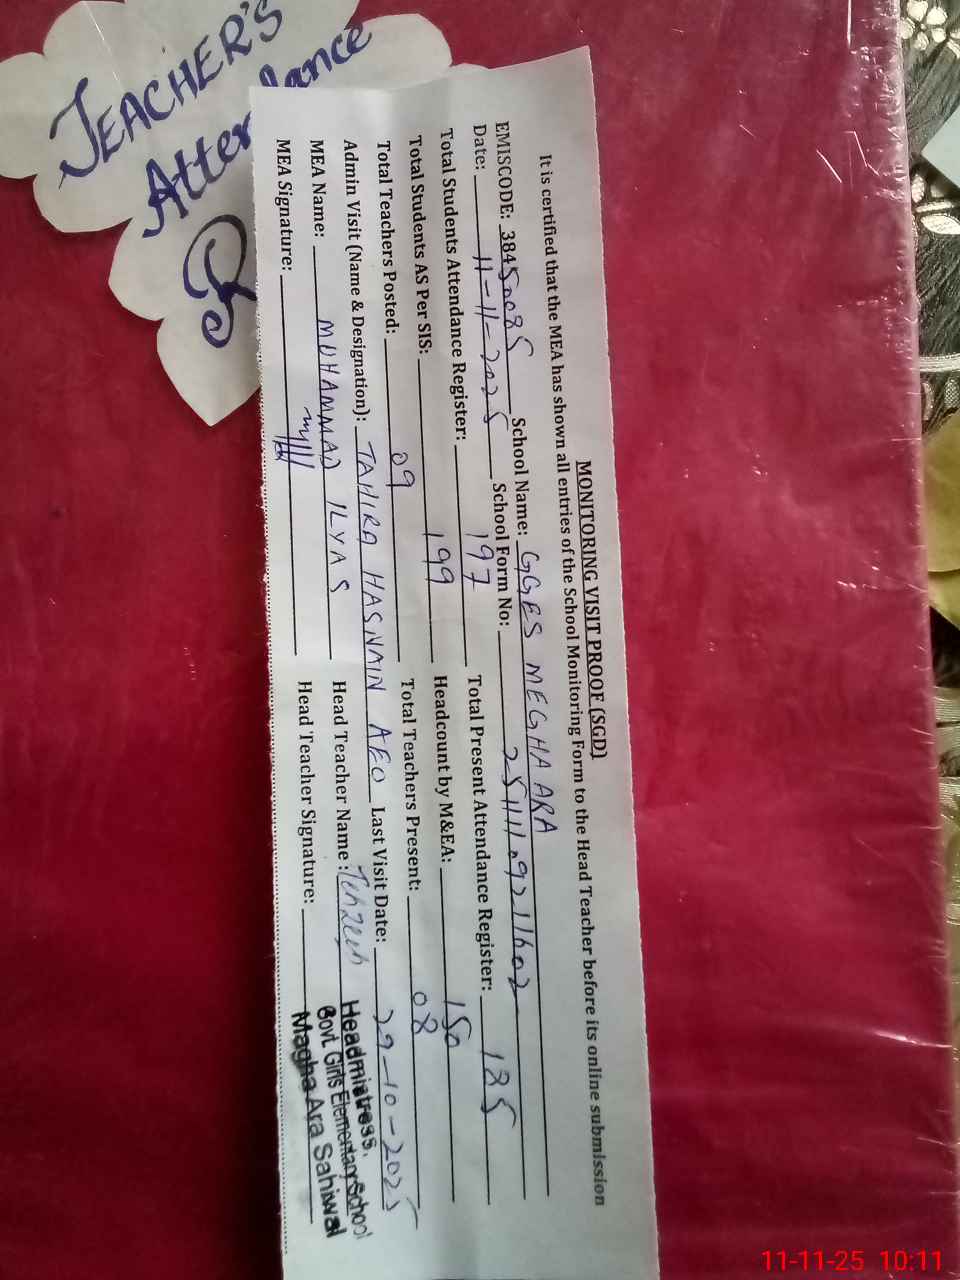 TEACHER'S
Atten dance
MONITORING VISIT PROOF (SGD)
It is certified that the MEA has shown all entries of the School Monitoring Form to the Head Teacher before its online submission
EMISCODE: 38450085 School Name: GGES MEGHA ARA
Date: 11-11-2025 School Form No: 25111109211602
Total Students Attendance Register: 197 Total Present Attendance Register: 185
Total Students AS Per SIS: 199 Headcount by M&EA: 150
Total Teachers Posted: 09 Total Teachers Present: 08
Admin Visit (Name & Designation): TAHIRA HASNAIN AEO Last Visit Date: 29-10-2025
MEA Name: MUHAMMAD ILYAS Head Teacher Name :
MEA Signature: Head Teacher Signature:
Headmistress,
Govt. Girls Elementary School
Magha Ara Sahiwal
11-11-25 10:11